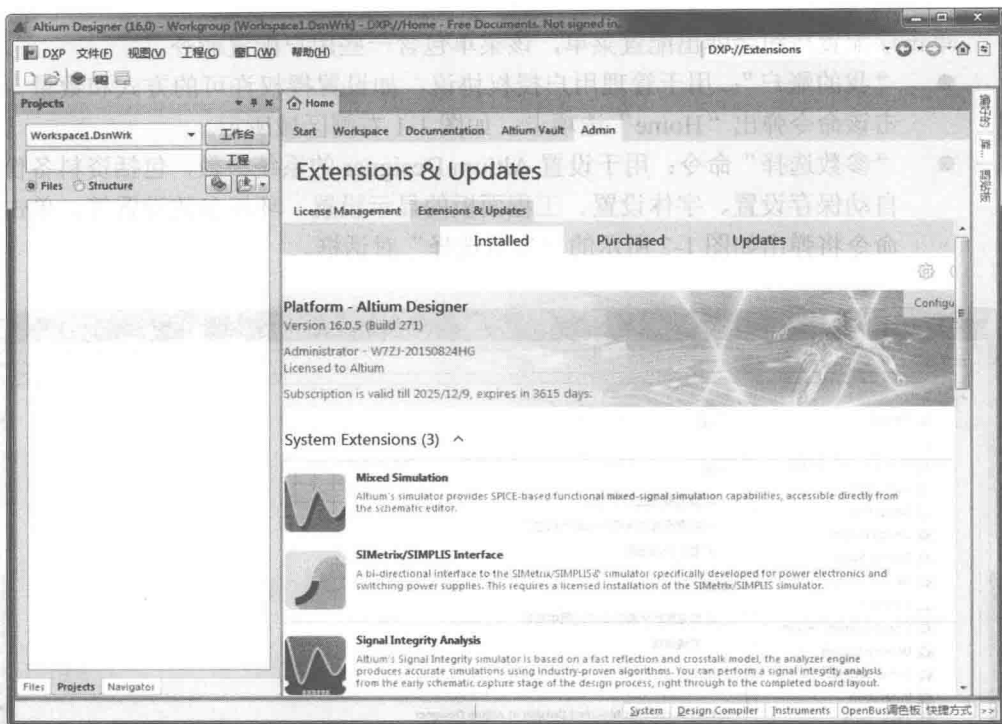 Altium Designer (16.0) - Workgroup [Workspace1.DsnWrk] - DXP://Home - Free Documents. Not signed in.
DXP 文件(F) 视图(V) 工程(C) 窗口(W) 帮助(H)
DXP://Extensions
Projects
Workspace1.DsnWrk
工作台
工程
Files Structure
Home
Start Workspace Documentation Altium Vault Admin
Extensions & Updates
License Management Extensions & Updates
Installed Purchased Updates
Configu
Platform - Altium Designer
Version 16.0.5 (Build 271)
Administrator - W7ZJ-20150824HG
Licensed to Altium
Subscription is valid till 2025/12/9, expires in 3615 days.
System Extensions (3)
Mixed Simulation
Altium's simulator provides SPICE-based functional mixed-signal simulation capabilities, accessible directly from
the schematic editor.
SIMetrix/SIMPLIS Interface
A bi-directional interface to the SIMetrix/SIMPLIS® simulator specifically developed for power electronics and
switching power supplies. This requires a licensed installation of the SIMetrix/SIMPLIS simulator.
Signal Integrity Analysis
Altium's Signal Integrity simulator is based on a fast reflection and crosstalk model, the analyzer engine
produces accurate simulations using industry-proven algorithms. You can perform a signal integrity analysis
from the early schematic capture stage of the design process, right through to the completed board layout.
偏好的
剪贴板
Files Projects Navigator
System Design Compiler Instruments OpenBus调色板 快捷方式 >>